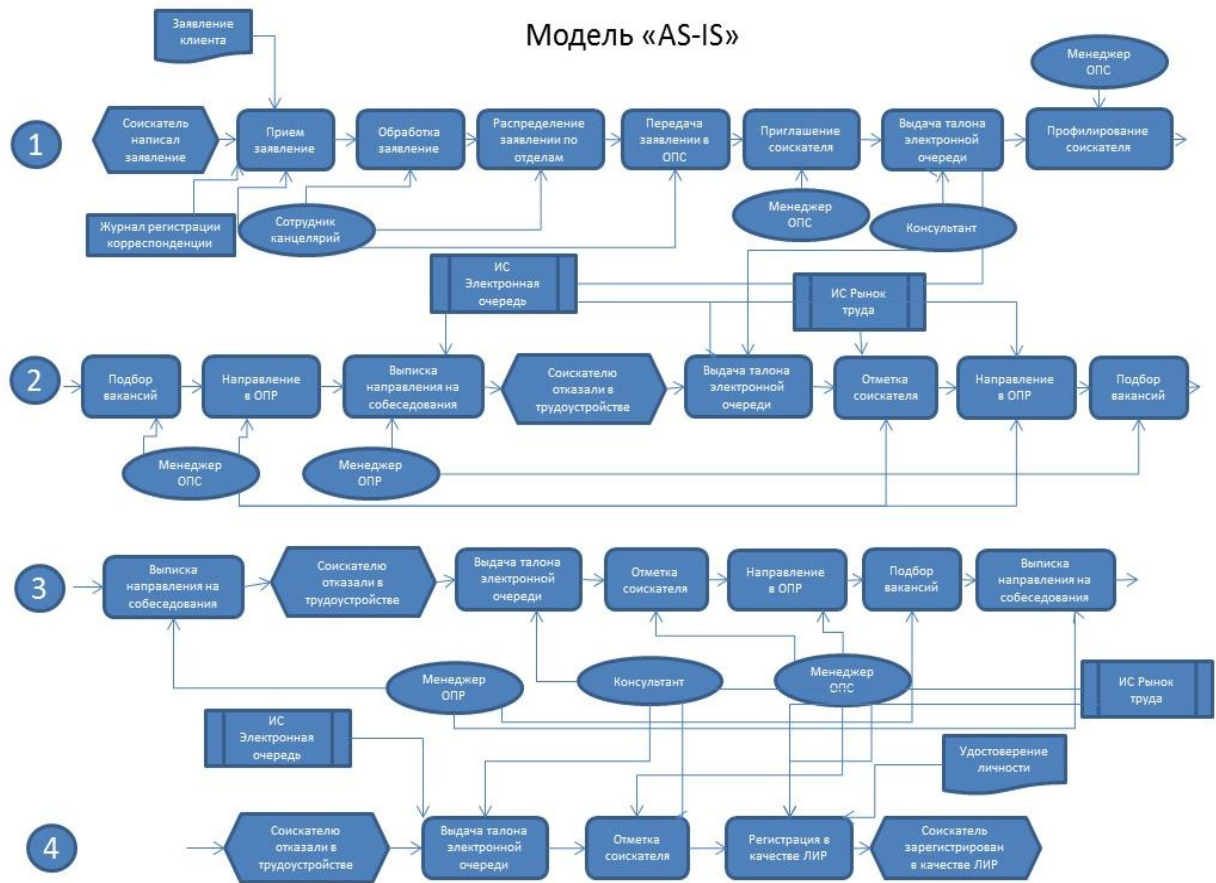 Модель «AS-IS»
Заявление
клиента
Менеджер
ОПС
1
Соискатель
написал
заявление
Прием
заявление
Обработка
заявление
Распределение
заявлении по
отделам
Передача
заявлении в
ОПС
Приглашение
соискателя
Выдача талона
электронной
очереди
Профилирование
соискателя
Журнал регистрации
корреспонденции
Сотрудник
канцелярий
Менеджер
ОПС
Консультант
ИС
Электронная
очередь
ИС Рынок
труда
2
Подбор
вакансий
Направление
в ОПР
Выписка
направления на
собеседования
Соискателю
отказали в
трудоустройстве
Выдача талона
электронной
очереди
Отметка
соискателя
Направление
в ОПР
Подбор
вакансий
Менеджер
ОПС
Менеджер
ОПР
3
Выписка
направления на
собеседования
Соискателю
отказали в
трудоустройстве
Выдача талона
электронной
очереди
Отметка
соискателя
Направление
в ОПР
Подбор
вакансий
Выписка
направления на
собеседования
Менеджер
ОПР
Консультант
Менеджер
ОПС
ИС Рынок
труда
ИС
Электронная
очередь
Удостоверение
личности
4
Соискателю
отказали в
трудоустройстве
Выдача талона
электронной
очереди
Отметка
соискателя
Регистрация в
качестве ЛИР
Соискатель
зарегистрирован
в качестве ЛИР